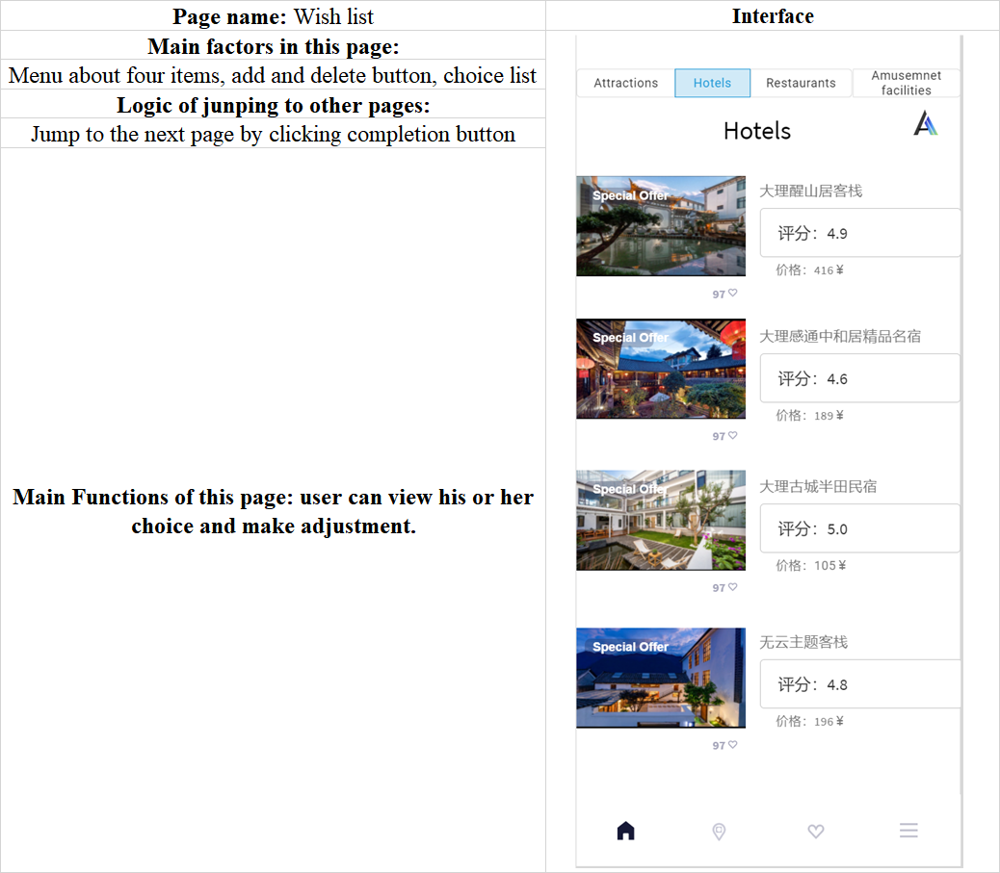 Page name: Wish list
Main factors in this page:
Menu about four items, add and delete button, choice list
Logic of junping to other pages:
Jump to the next page by clicking completion button
Main Functions of this page: user can view his or her
choice and make adjustment.
Interface
Attractions
Hotels
Restaurants
Amusemnet
facilities
Hotels
Special Offer
大理醒山居客栈
评分：4.9
价格：416¥
97
Special Offer
大理感通中和居精品名宿
评分：4.6
价格：189¥
97
Special Offer
大理古城半田民宿
评分：5.0
价格：105¥
97
Special Offer
无云主题客栈
评分：4.8
价格：196¥
97